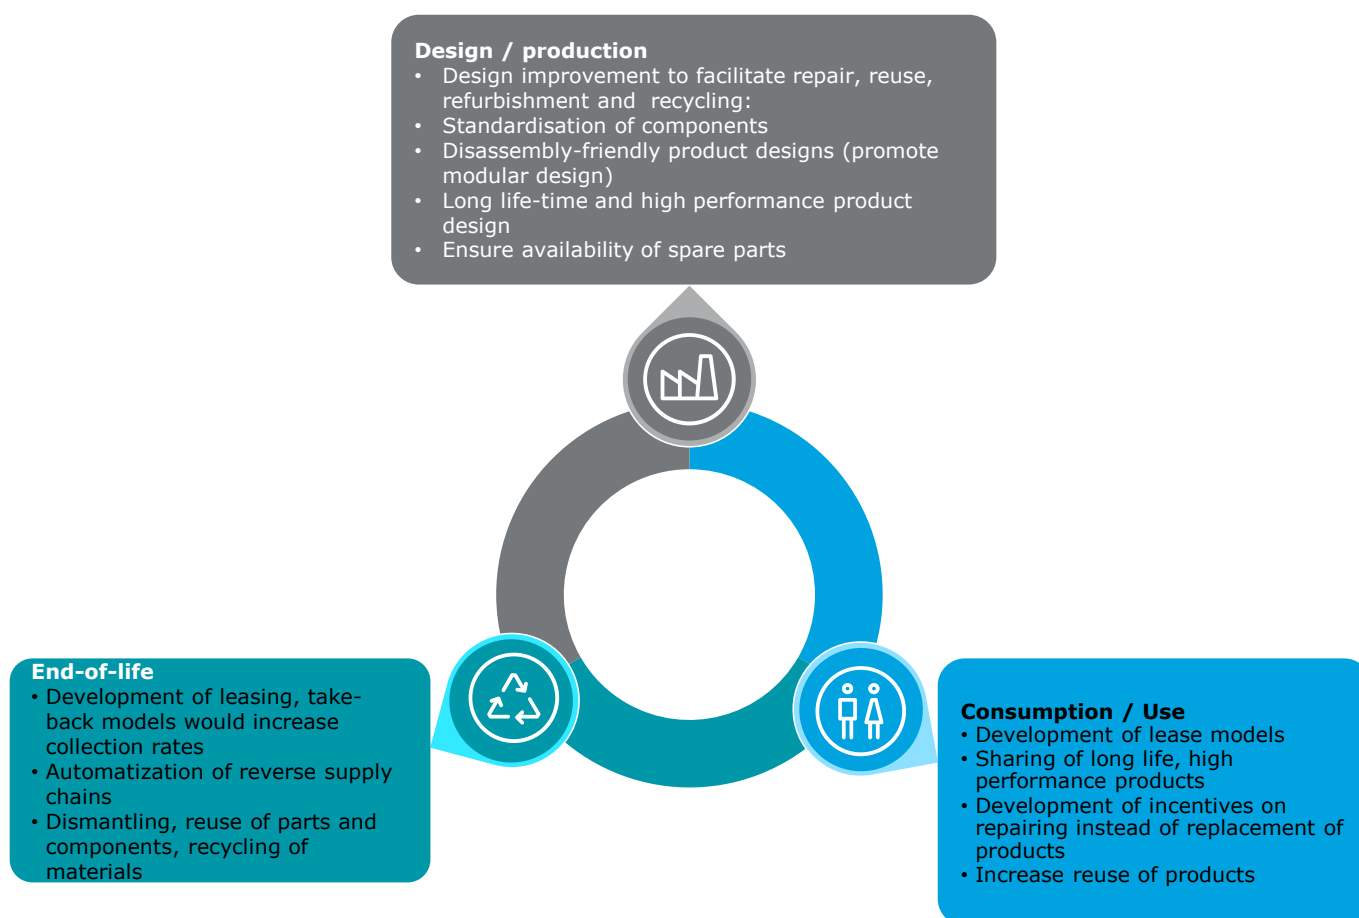 Design / production
• Design improvement to facilitate repair, reuse,
refurbishment and recycling:
• Standardisation of components
• Disassembly-friendly product designs (promote
modular design)
• Long life-time and high performance product
design
• Ensure availability of spare parts
End-of-life
• Development of leasing, take-
back models would increase
collection rates
• Automatization of reverse supply
chains
• Dismantling, reuse of parts and
components, recycling of
materials
Consumption / Use
• Development of lease models
• Sharing of long life, high
performance products
• Development of incentives on
repairing instead of replacement of
products
• Increase reuse of products